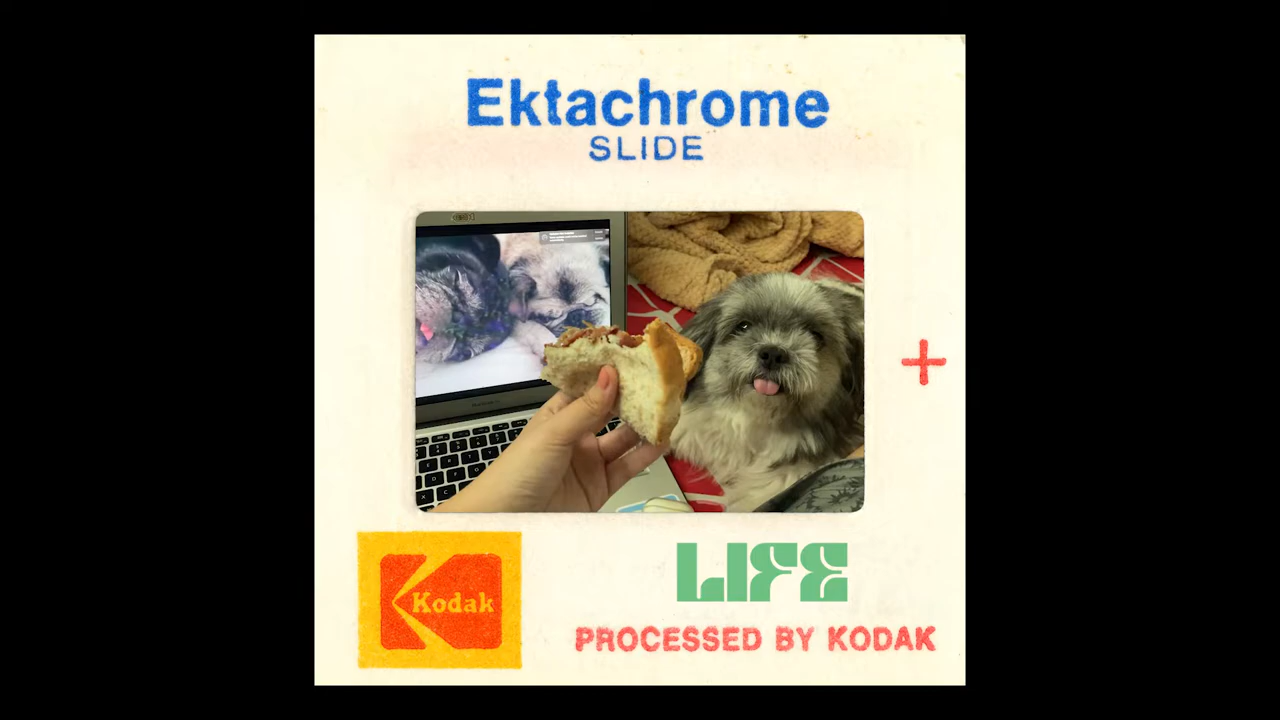 Ektachrome
SLIDE
+
Kodak
LIFE
PROCESSED BY KODAK